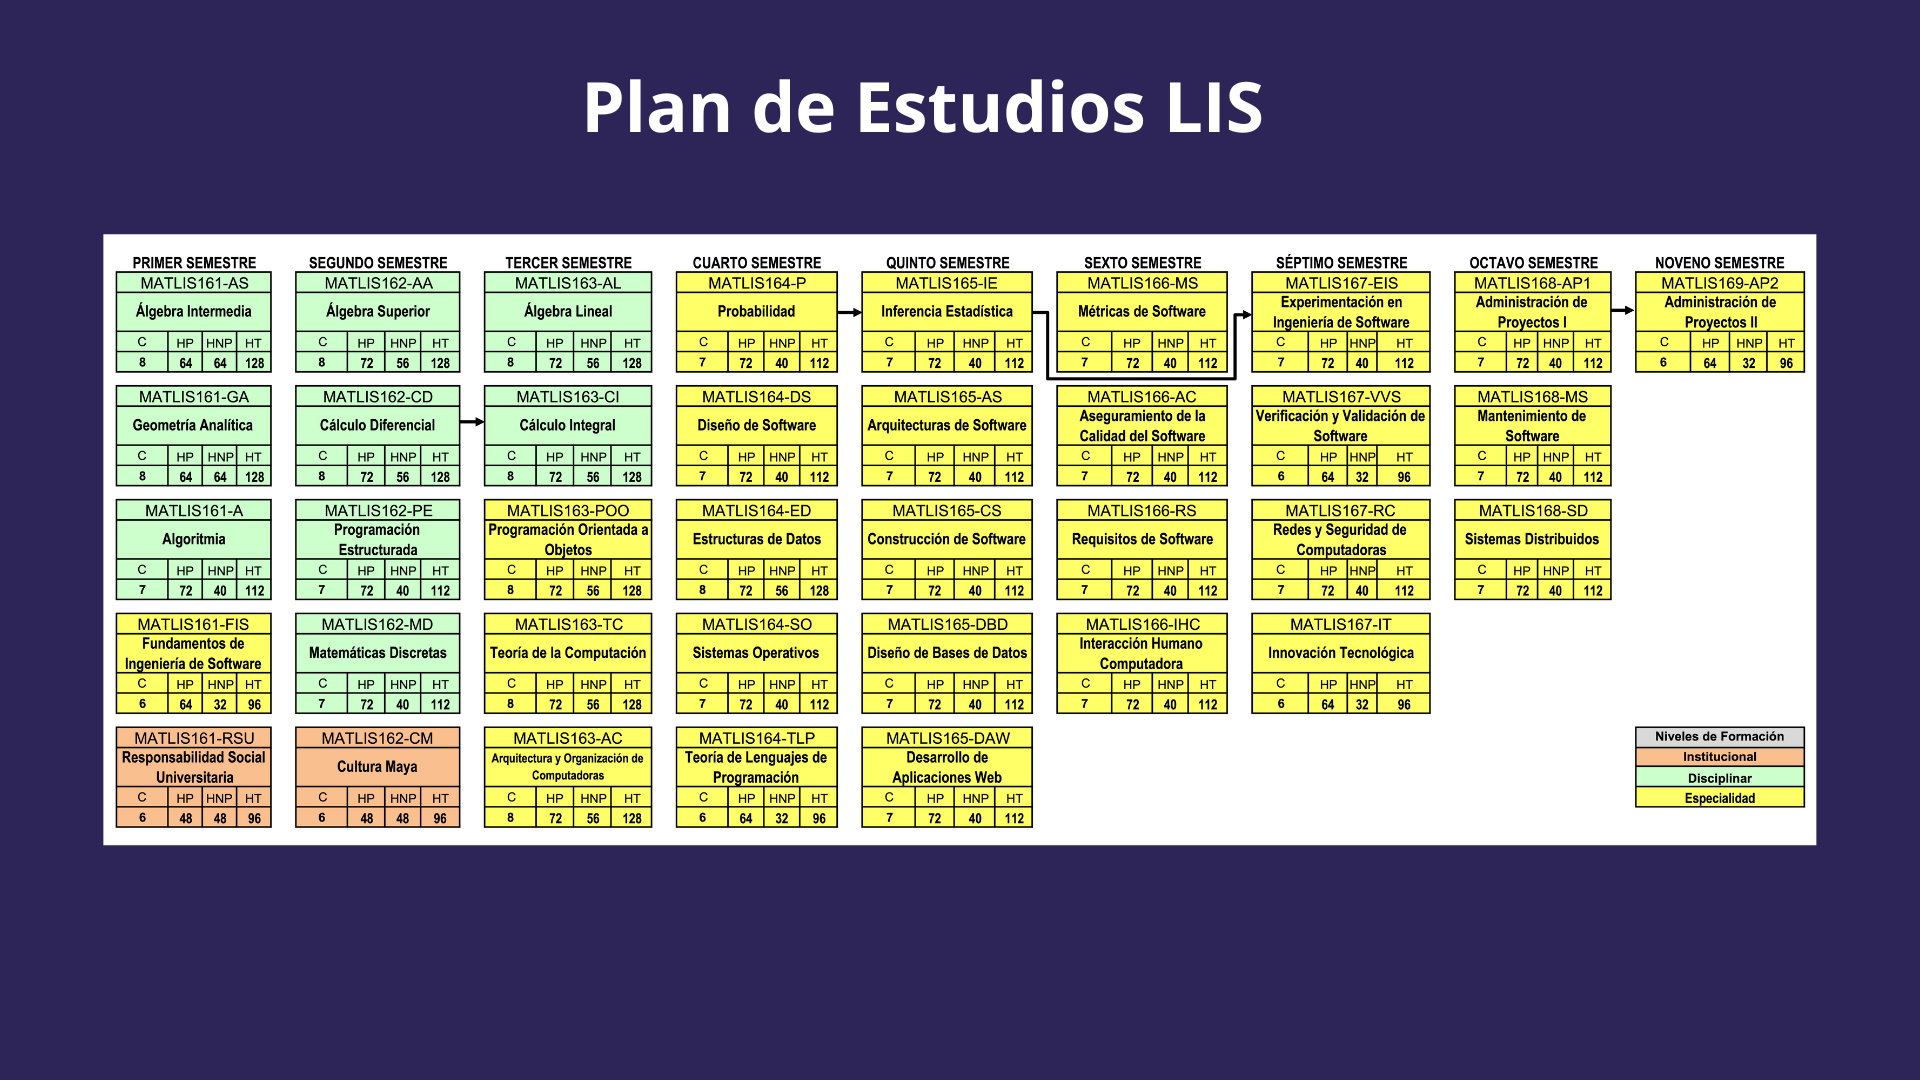 Plan de Estudios LIS
PRIMER SEMESTRE
MATLIS161-AS
Álgebra Intermedia
C HP HNP HT
8 64 64 128
MATLIS161-GA
Geometría Analítica
C HP HNP HT
8 64 64 128
MATLIS161-A
Algoritmia
C HP HNP HT
7 72 40 112
MATLIS161-FIS
Fundamentos de
Ingeniería de Software
C HP HNP HT
6 64 32 96
MATLIS161-RSU
Responsabilidad Social
Universitaria
C HP HNP HT
6 48 48 96
SEGUNDO SEMESTRE
MATLIS162-AA
Álgebra Superior
C HP HNP HT
8 72 56 128
MATLIS162-CD
Cálculo Diferencial
C HP HNP HT
8 72 56 128
MATLIS162-PE
Programación
Estructurada
C HP HNP HT
7 72 40 112
MATLIS162-MD
Matemáticas Discretas
C HP HNP HT
7 72 40 112
MATLIS162-CM
Cultura Maya
C HP HNP HT
6 48 48 96
TERCER SEMESTRE
MATLIS163-AL
Álgebra Lineal
C HP HNP HT
8 72 56 128
MATLIS163-CI
Cálculo Integral
C HP HNP HT
8 72 56 128
MATLIS163-POO
Programación Orientada a
Objetos
C HP HNP HT
8 72 56 128
MATLIS163-TC
Teoría de la Computación
C HP HNP HT
8 72 56 128
MATLIS163-AC
Arquitectura y Organización de
Computadoras
C HP HNP HT
8 72 56 128
CUARTO SEMESTRE
MATLIS164-P
Probabilidad
C HP HNP HT
7 72 40 112
MATLIS164-DS
Diseño de Software
C HP HNP HT
7 72 40 112
MATLIS164-ED
Estructuras de Datos
C HP HNP HT
8 72 56 128
MATLIS164-SO
Sistemas Operativos
C HP HNP HT
7 72 40 112
MATLIS164-TLP
Teoría de Lenguajes de
Programación
C HP HNP HT
6 64 32 96
QUINTO SEMESTRE
MATLIS165-IE
Inferencia Estadística
C HP HNP HT
7 72 40 112
MATLIS165-AS
Arquitecturas de Software
C HP HNP HT
7 72 40 112
MATLIS165-CS
Construcción de Software
C HP HNP HT
7 72 40 112
MATLIS165-DBD
Diseño de Bases de Datos
C HP HNP HT
7 72 40 112
MATLIS165-DAW
Desarrollo de
Aplicaciones Web
C HP HNP HT
7 72 40 112
SEXTO SEMESTRE
MATLIS166-MS
Métricas de Software
C HP HNP HT
7 72 40 112
MATLIS166-AC
Aseguramiento de la
Calidad del Software
C HP HNP HT
7 72 40 112
MATLIS166-RS
Requisitos de Software
C HP HNP HT
7 72 40 112
MATLIS166-IHC
Interacción Humano
Computadora
C HP HNP HT
7 72 40 112
SÉPTIMO SEMESTRE
MATLIS167-EIS
Experimentación en
Ingeniería de Software
C HP HNP HT
7 72 40 112
MATLIS167-VVS
Verificación y Validación de
Software
C HP HNP HT
6 64 32 96
MATLIS167-RC
Redes y Seguridad de
Computadoras
C HP HNP HT
7 72 40 112
MATLIS167-IT
Innovación Tecnológica
C HP HNP HT
6 64 32 96
OCTAVO SEMESTRE
MATLIS168-AP1
Administración de
Proyectos I
C HP HNP HT
7 72 40 112
MATLIS168-MS
Mantenimiento de
Software
C HP HNP HT
7 72 40 112
MATLIS168-SD
Sistemas Distribuidos
C HP HNP HT
7 72 40 112
NOVENO SEMESTRE
MATLIS169-AP2
Administración de
Proyectos II
C HP HNP HT
6 64 32 96
Niveles de Formación
Institucional
Disciplinar
Especialidad